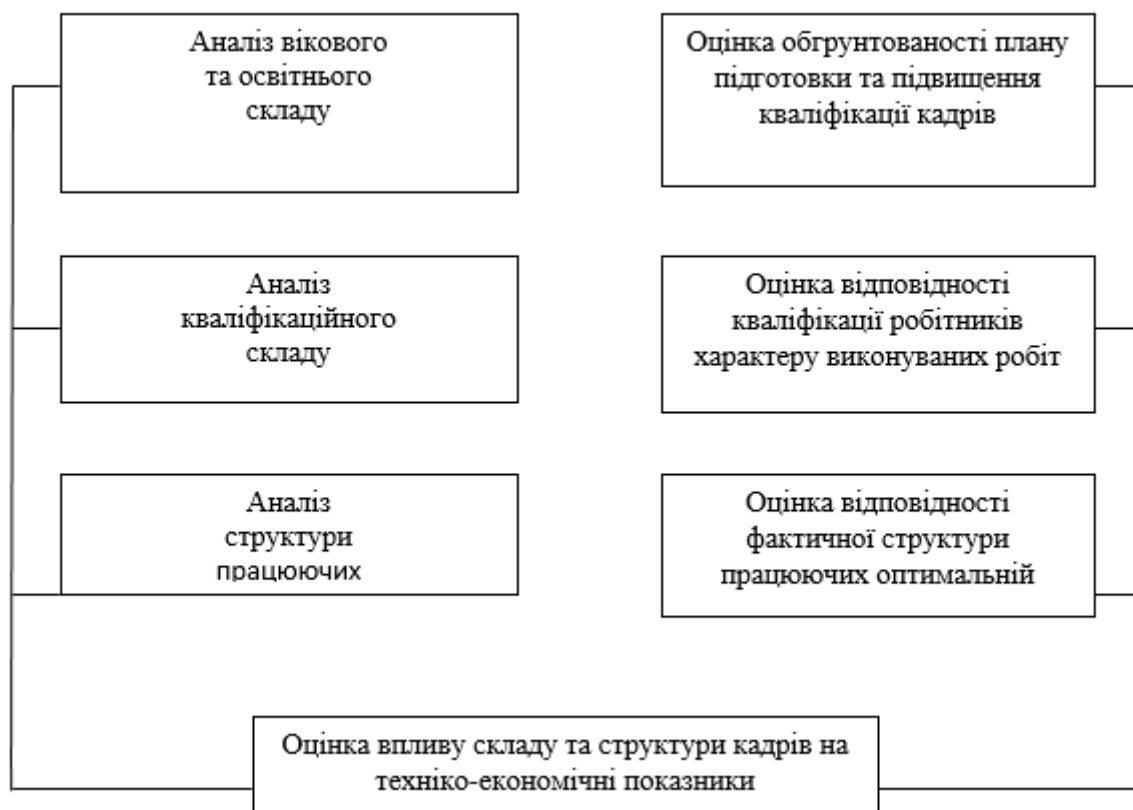 Аналіз вікового
та освітнього
складу
Оцінка обгрунтованості плану
підготовки та підвищення
кваліфікації кадрів
Аналіз
кваліфікаційного
складу
Оцінка відповідності
кваліфікації робітників
характеру виконуваних робіт
Аналіз
структури
працюючих
Оцінка відповідності
фактичної структури
працюючих оптимальній
Оцінка впливу складу та структури кадрів на
техніко-економічні показники